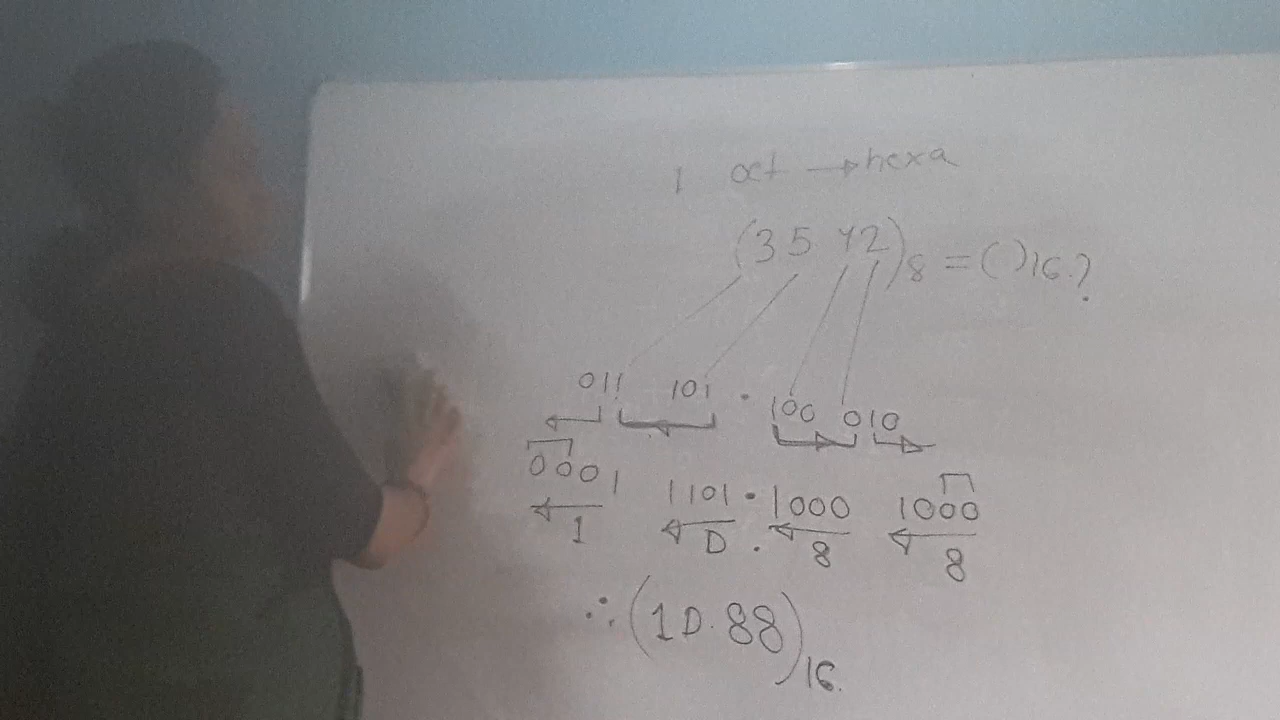 1 oct → hexa
(35 42)8 = ( )16.?
011 101 . 100 010
0001 1101 . 1000 1000
1 D . 8 8
∴ (1D.88)16.